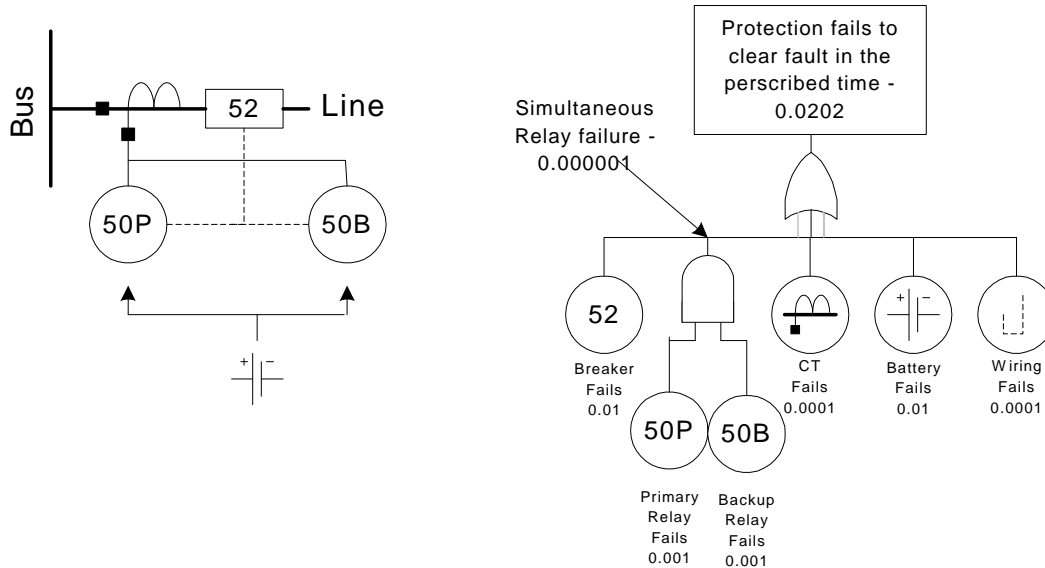 Bus
52
Line
50P
50B
+ −
Protection fails to
clear fault in the
perscribed time -
0.0202
Simultaneous
Relay failure -
0.000001
52
Breaker
Fails
0.01
CT
Fails
0.0001
+ −
Battery
Fails
0.01
Wiring
Fails
0.0001
50P
50B
Primary
Relay
Fails
0.001
Backup
Relay
Fails
0.001